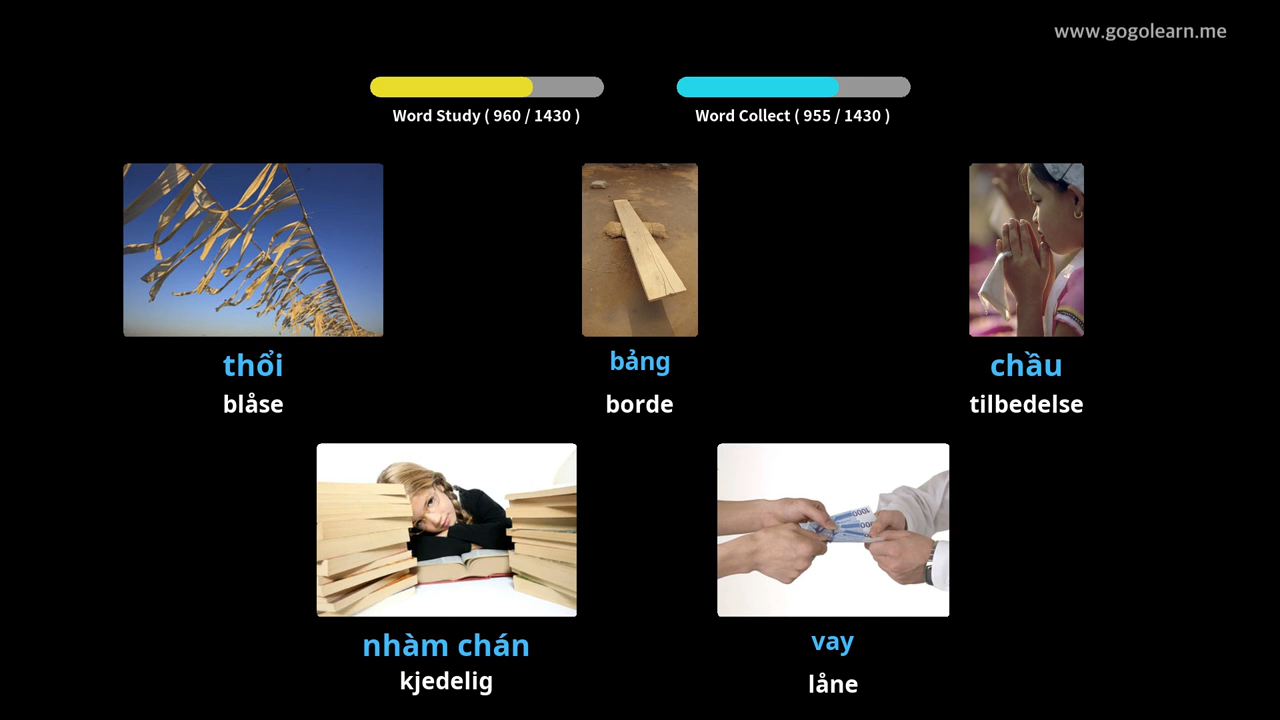 www.gogolearn.me
Word Study ( 960 / 1430 )
Word Collect ( 955 / 1430 )
thổi
blåse
bảng
borde
chầu
tilbedelse
nhàm chán
kjedelig
vay
låne